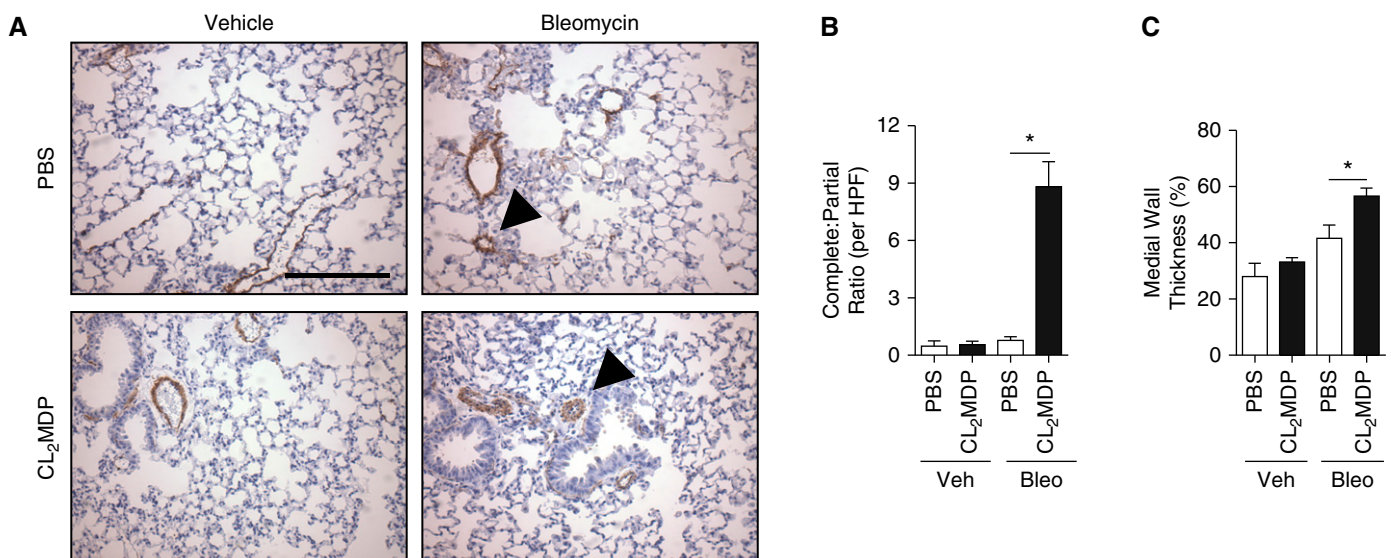 A
Vehicle
Bleomycin
PBS
CL₂MDP
B
Complete:Partial
Ratio (per HPF)
12
9
6
3
0
*
PBS
CL₂MDP
PBS
CL₂MDP
Veh
Bleo
C
Medial Wall
Thickness (%)
80
60
40
20
0
*
PBS
CL₂MDP
PBS
CL₂MDP
Veh
Bleo